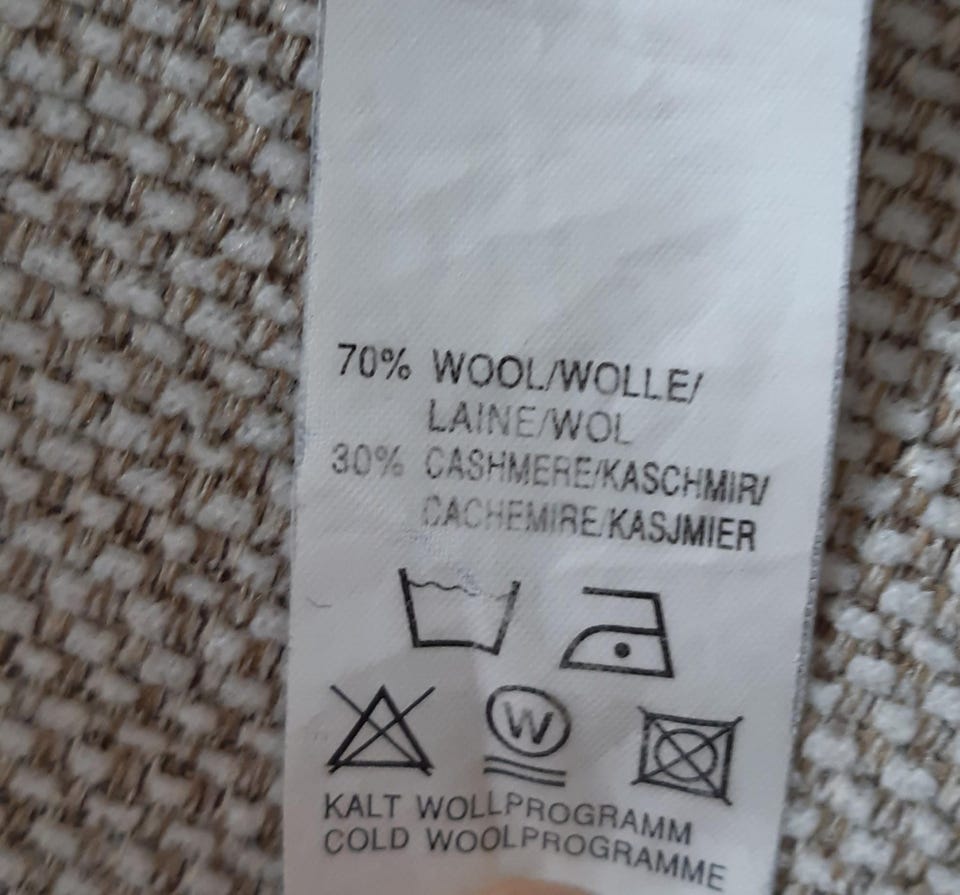 70% WOOL/WOLLE/
LAINE/WOL
30% CASHMERE/KASCHMIR/
CACHEMIRE/KASJMIER
W
KALT WOLLPROGRAMM
COLD WOOLPROGRAMME